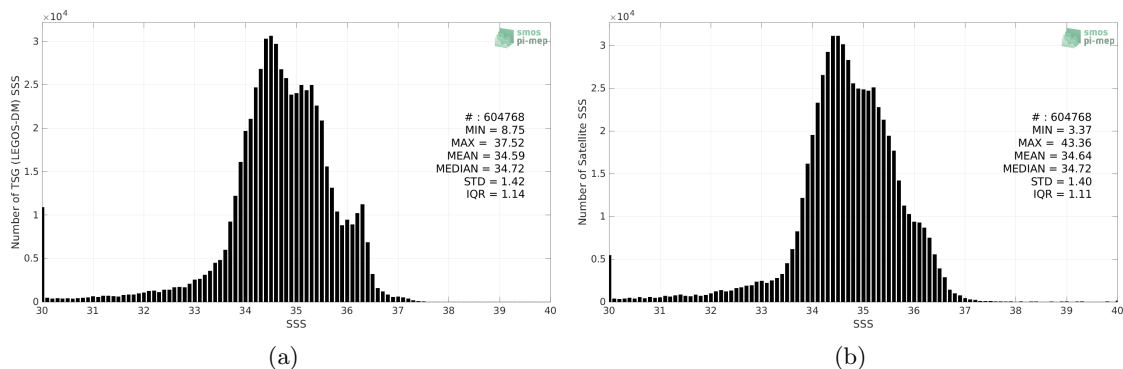 ×10⁴
3
2.5
2
1.5
1
0.5
0
Number of TSG (LEGOS-DM) SSS
smos
pi-mep
# : 604768
MIN = 8.75
MAX = 37.52
MEAN = 34.59
MEDIAN = 34.72
STD = 1.42
IQR = 1.14
30 31 32 33 34 35 36 37 38 39 40
SSS
(a)
×10⁴
3
2.5
2
1.5
1
0.5
0
Number of Satellite SSS
smos
pi-mep
# : 604768
MIN = 3.37
MAX = 43.36
MEAN = 34.64
MEDIAN = 34.72
STD = 1.40
IQR = 1.11
30 31 32 33 34 35 36 37 38 39 40
SSS
(b)